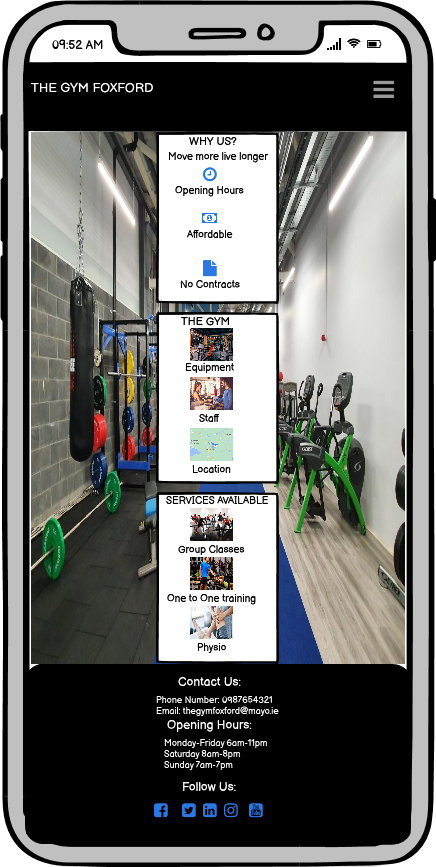 09:52 AM
THE GYM FOXFORD
WHY US?
Move more live longer
Opening Hours
Affordable
No Contracts
THE GYM
Equipment
Staff
Location
SERVICES AVAILABLE
Group Classes
One to One training
Physio
Contact Us:
Phone Number: 0987654321
Email: thegymfoxford@mayo.ie
Opening Hours:
Monday-Friday 6am-11pm
Saturday 8am-8pm
Sunday 7am-7pm
Follow Us: